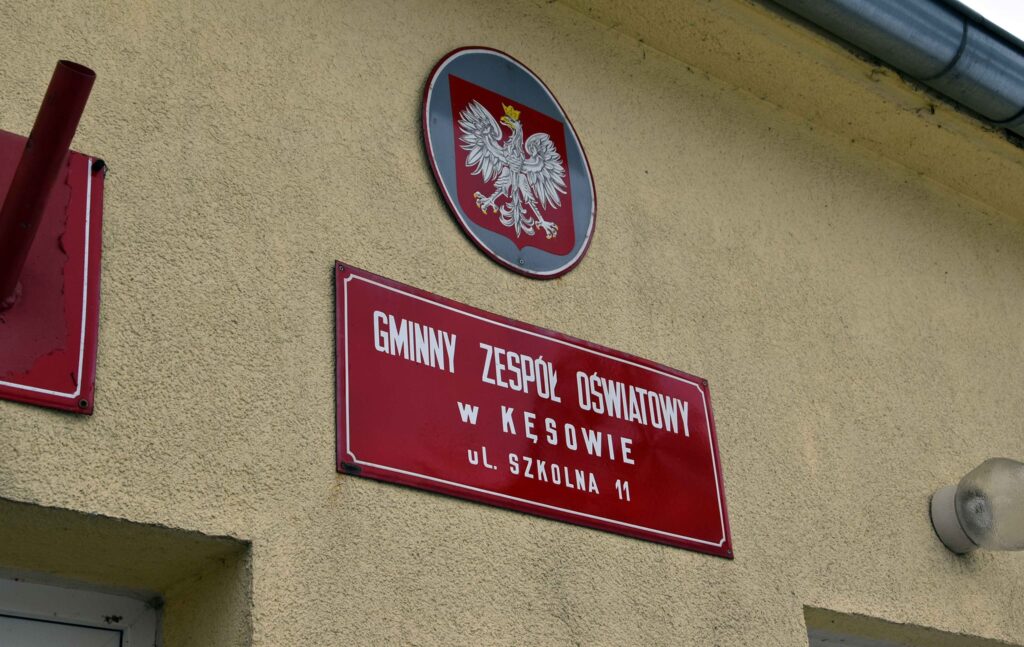 GMINNY ZESPÓŁ OŚWIATOWY
W KĘSOWIE
UL. SZKOLNA 11